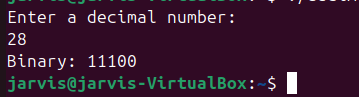 Enter a decimal number:
28
Binary: 11100
jarvis@jarvis-VirtualBox:~$